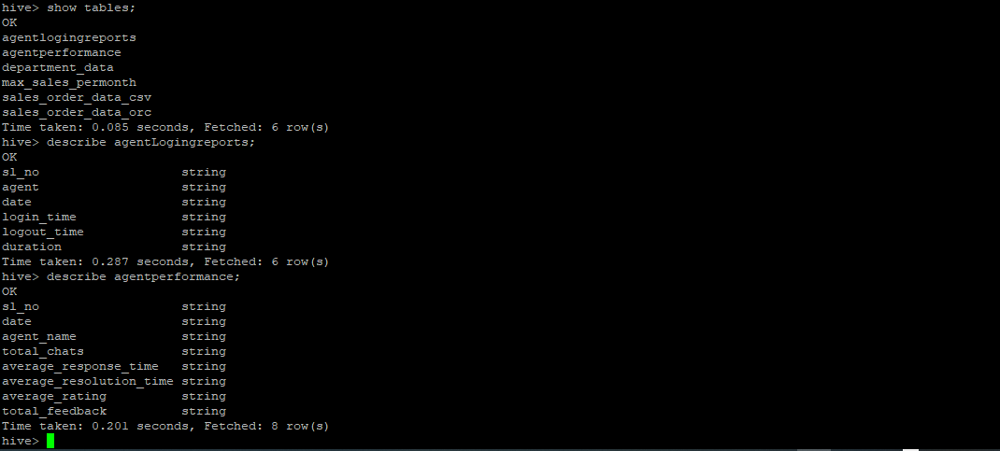 hive> show tables;
OK
agentlogingreports
agentperformance
department_data
max_sales_permonth
sales_order_data_csv
sales_order_data_orc
Time taken: 0.085 seconds, Fetched: 6 row(s)
hive> describe agentLogingreports;
OK
sl_no                   string
agent                   string
date                    string
login_time              string
logout_time             string
duration                string
Time taken: 0.287 seconds, Fetched: 6 row(s)
hive> describe agentperformance;
OK
sl_no                   string
date                    string
agent_name              string
total_chats             string
average_response_time   string
average_resolution_time string
average_rating          string
total_feedback          string
Time taken: 0.201 seconds, Fetched: 8 row(s)
hive>